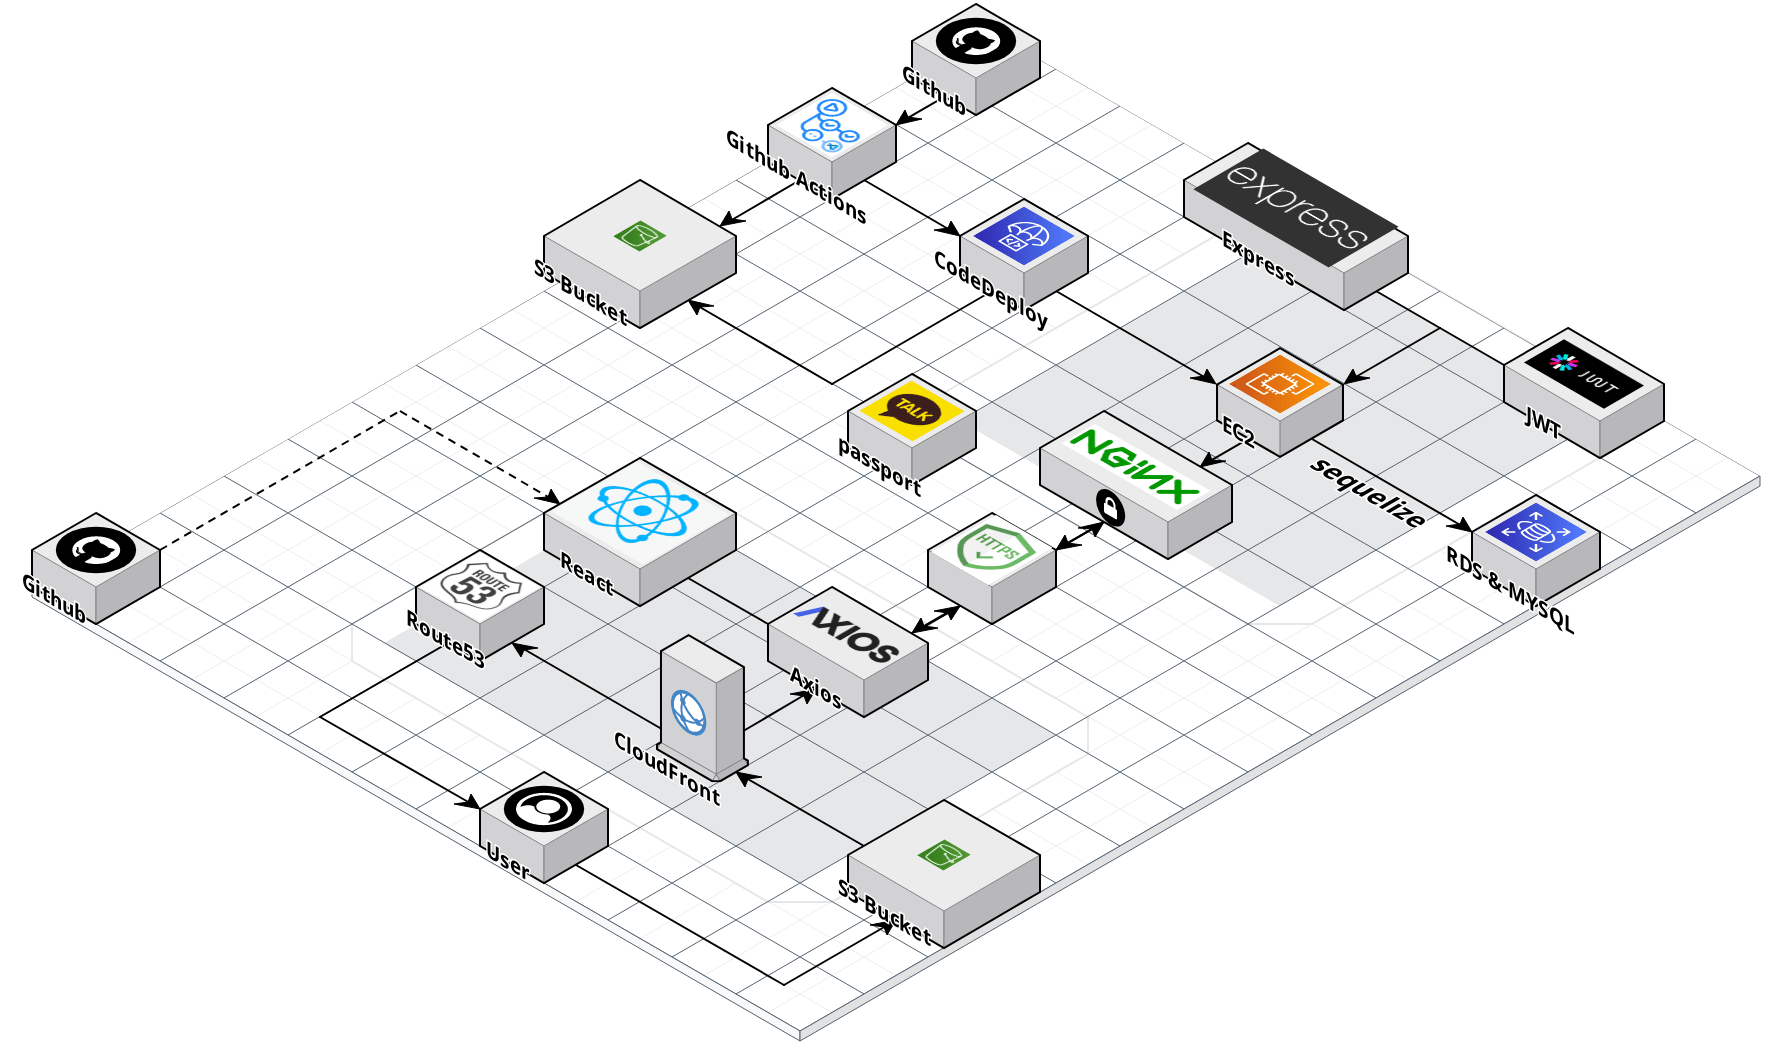 Github
Github Actions
S3-Bucket
</>
CodeDeploy
express
Express
JWT
JWT
EC2
TALK
passport
NGINX
sequelize
RDS-&-MYSQL
HTTPS
React
Github
ROUTE
53
Route53
AXIOS
Axios
CloudFront
User
S3-Bucket